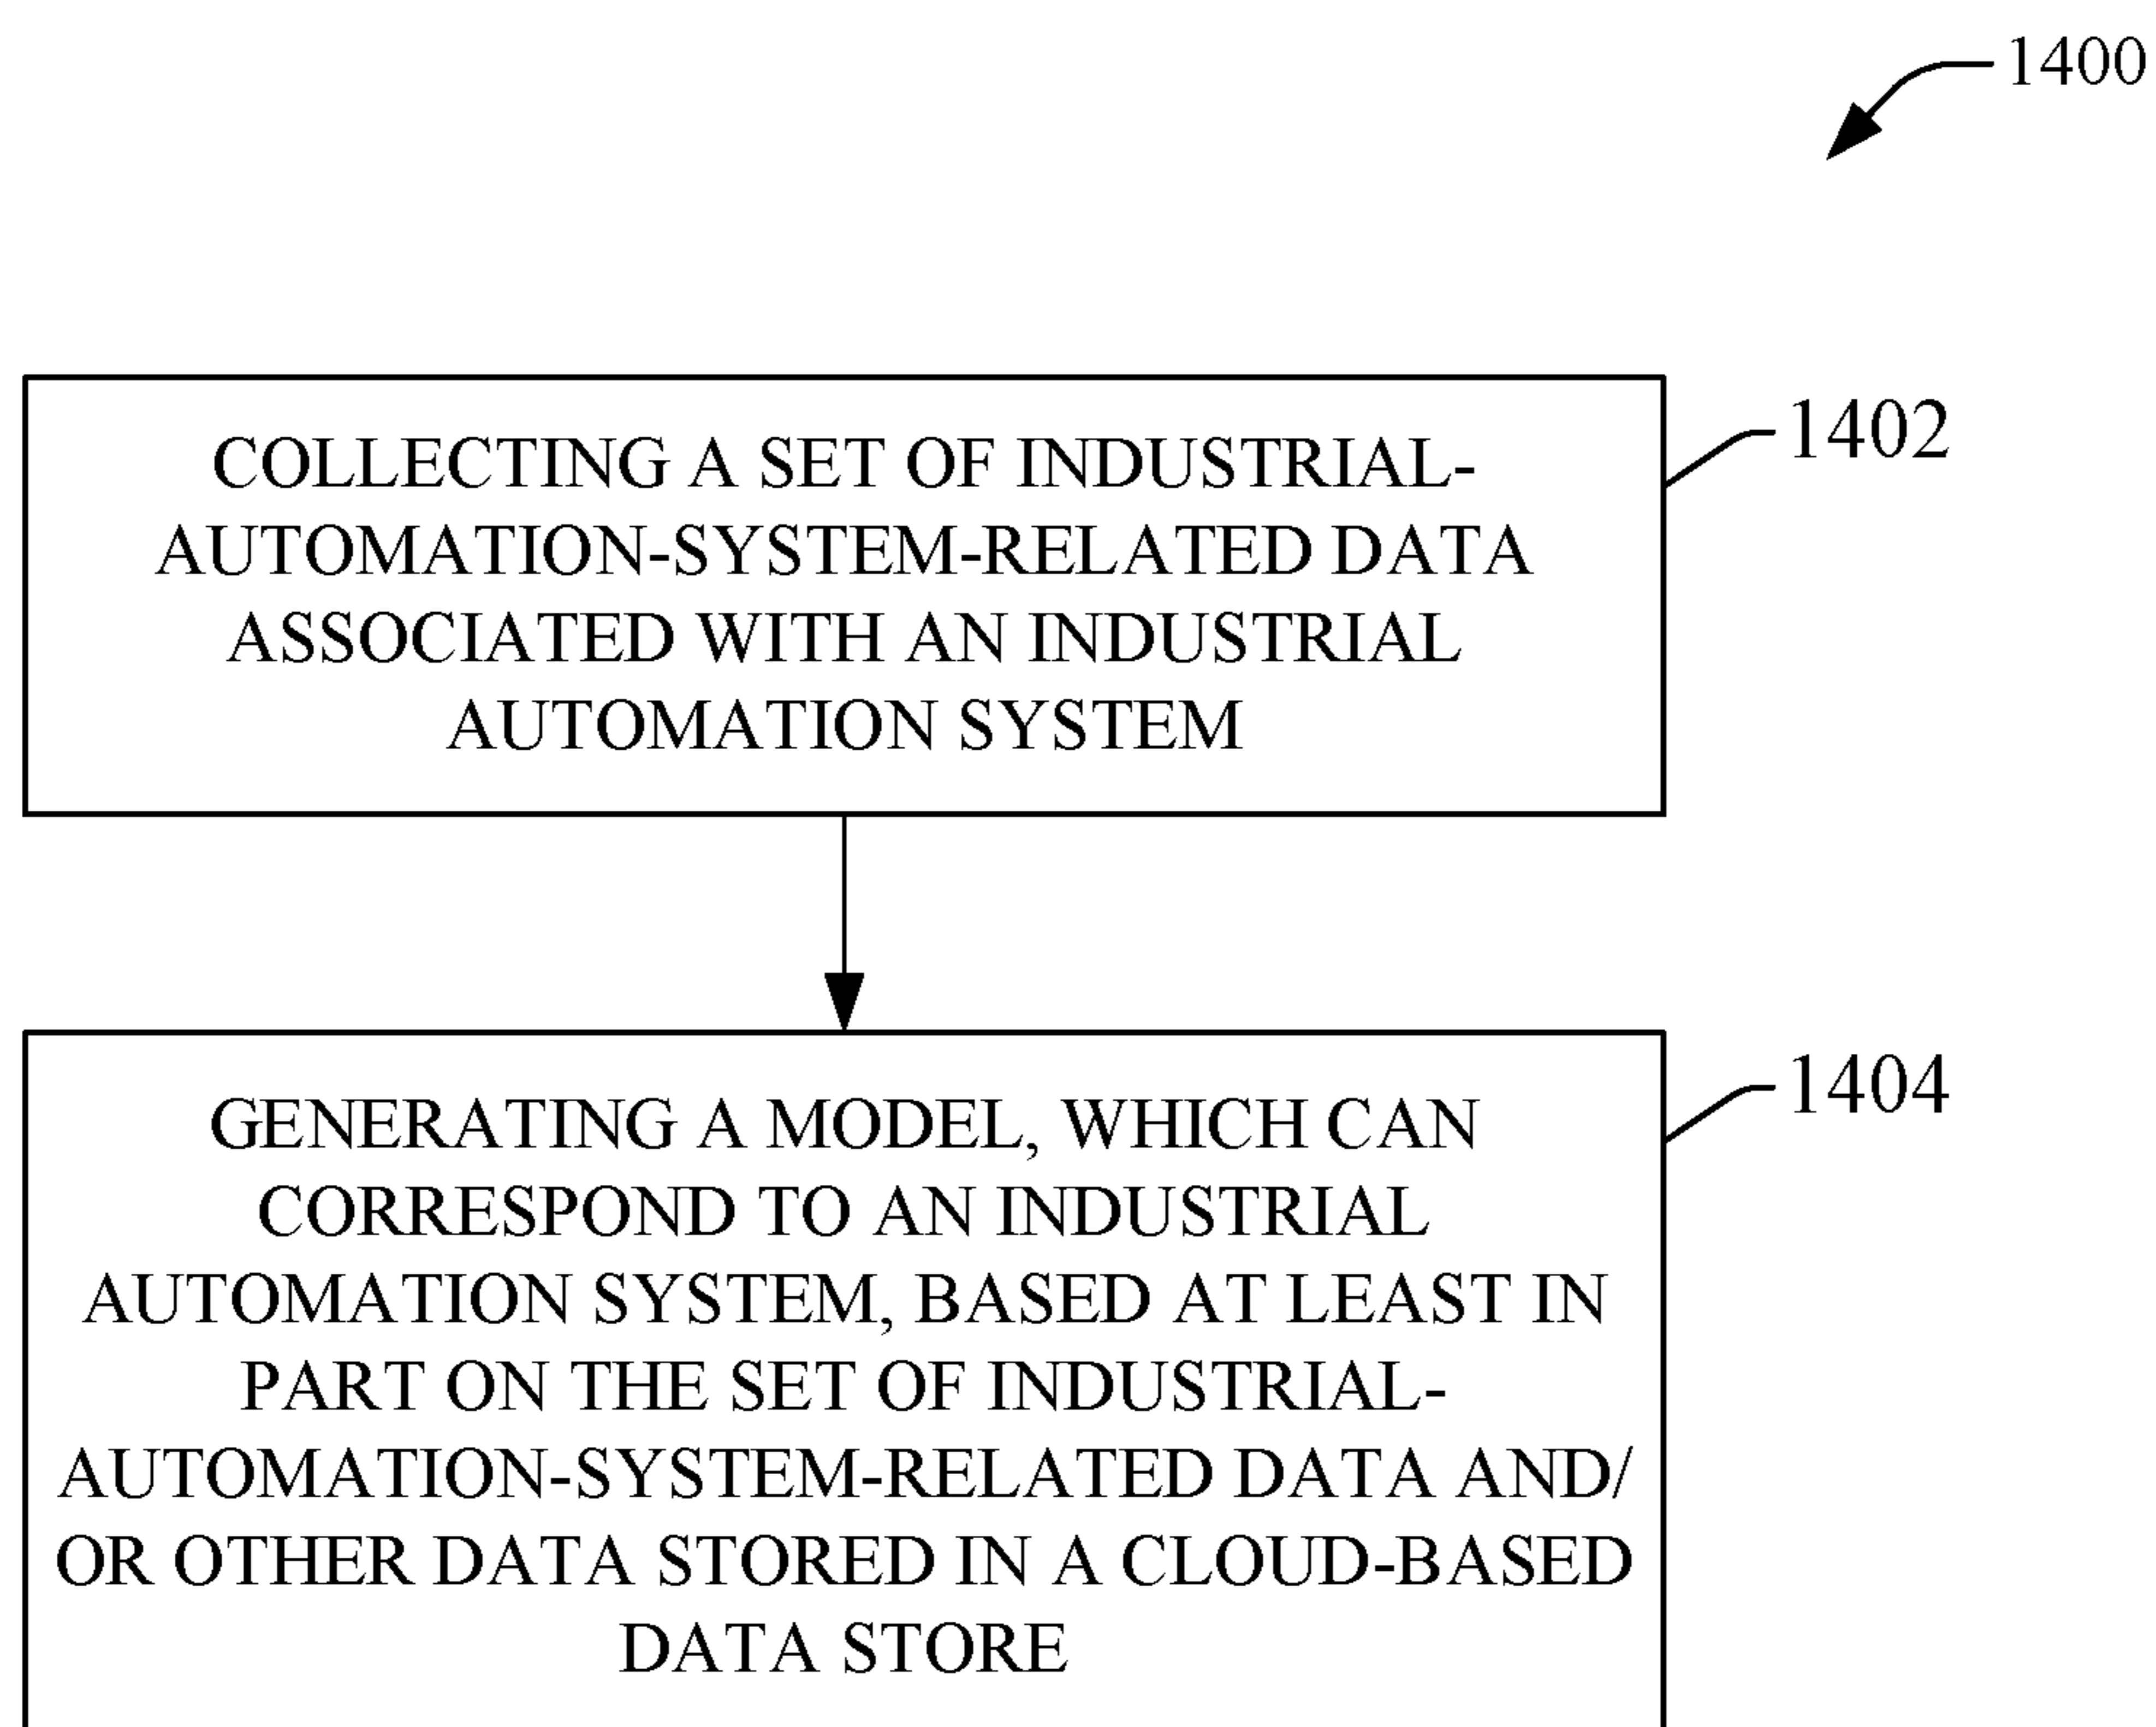 1400
COLLECTING A SET OF INDUSTRIAL-
AUTOMATION-SYSTEM-RELATED DATA
ASSOCIATED WITH AN INDUSTRIAL
AUTOMATION SYSTEM
1402
GENERATING A MODEL, WHICH CAN
CORRESPOND TO AN INDUSTRIAL
AUTOMATION SYSTEM, BASED AT LEAST IN
PART ON THE SET OF INDUSTRIAL-
AUTOMATION-SYSTEM-RELATED DATA AND/
OR OTHER DATA STORED IN A CLOUD-BASED
DATA STORE
1404